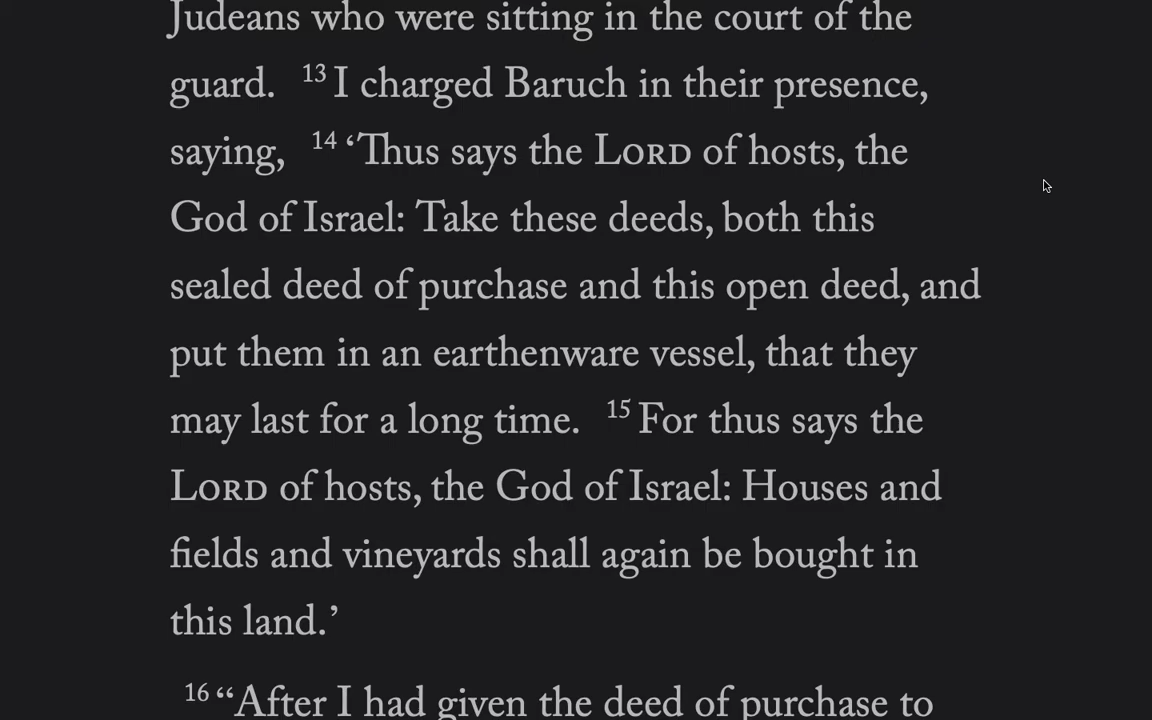 Judeans who were sitting in the court of the
guard. 13 I charged Baruch in their presence,
saying, 14 ‘Thus says the LORD of hosts, the
God of Israel: Take these deeds, both this
sealed deed of purchase and this open deed, and
put them in an earthenware vessel, that they
may last for a long time. 15 For thus says the
LORD of hosts, the God of Israel: Houses and
fields and vineyards shall again be bought in
this land.’
16 “After I had given the deed of purchase to